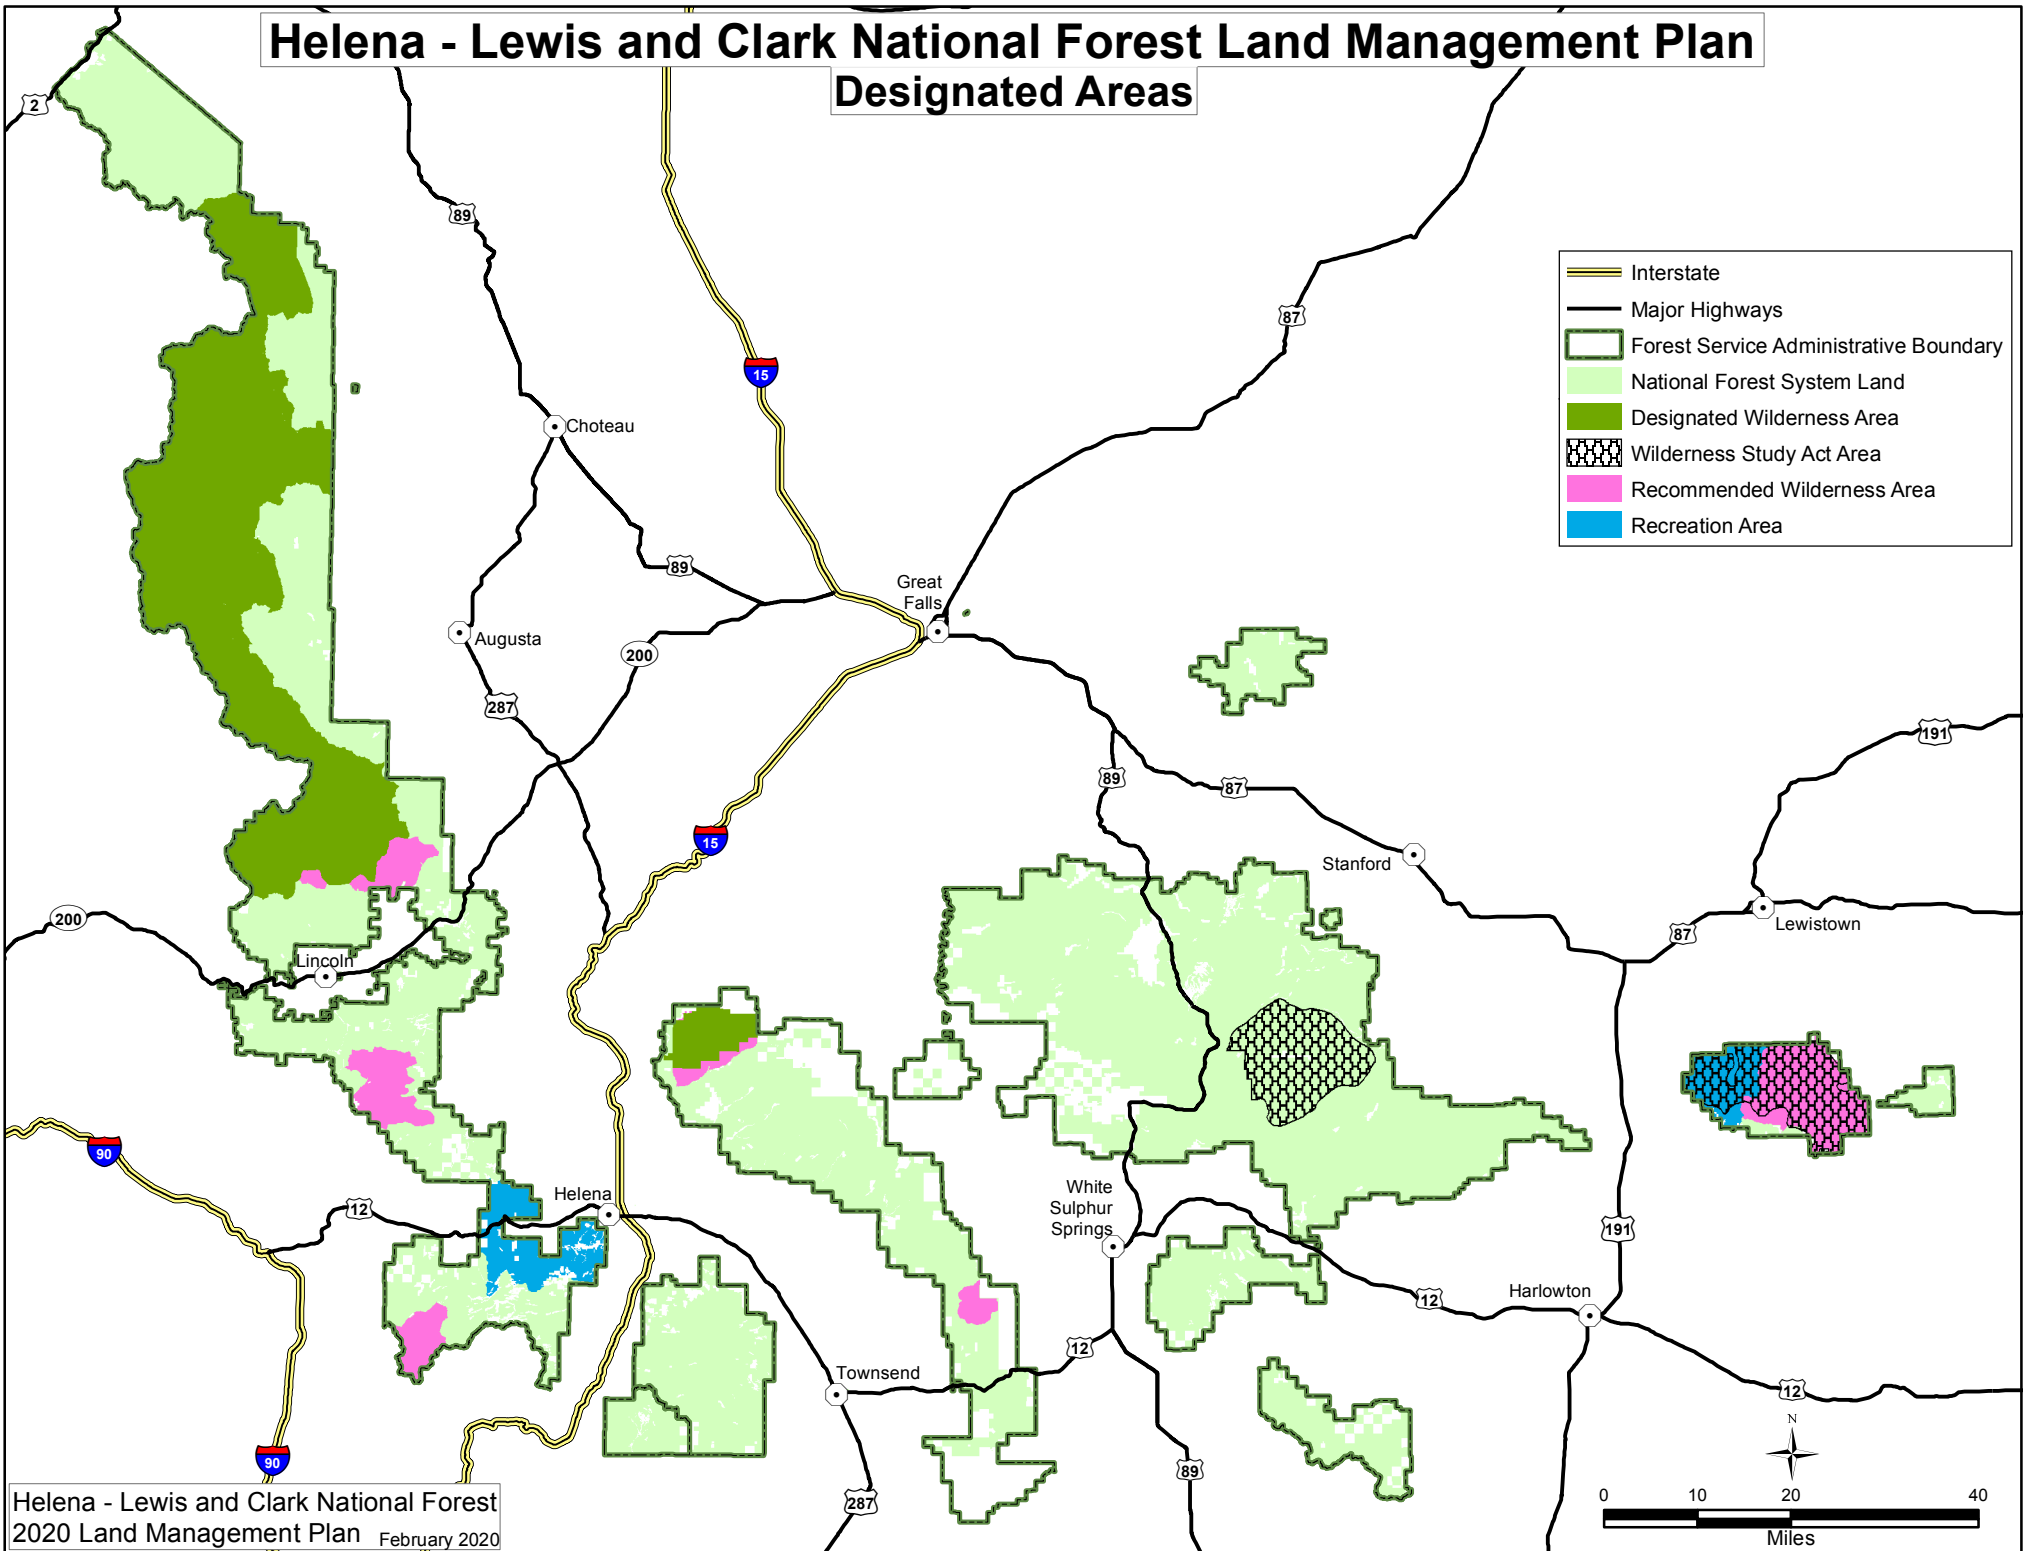 Helena - Lewis and Clark National Forest Land Management Plan
Designated Areas
2
89
15
87
Interstate
Major Highways
Forest Service Administrative Boundary
National Forest System Land
Designated Wilderness Area
Wilderness Study Act Area
Recommended Wilderness Area
Recreation Area
Choteau
89
Great
Falls
Augusta
200
287
191
89
87
15
Stanford
200
Lewistown
87
Lincoln
90
12
Helena
White
Sulphur
Springs
191
Harlowton
12
12
Townsend
12
N
90
89
287
0 10 20 40
Miles
Helena - Lewis and Clark National Forest
2020 Land Management Plan February 2020